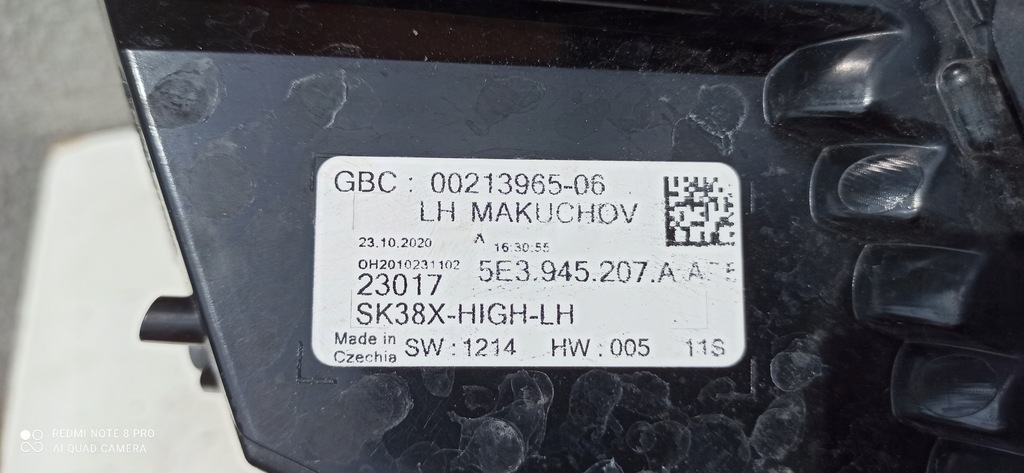 GBC : 00213965-06
LH MAKUCHOV
23.10.2020 A 16:30:55
OH2010231102
23017 5E3.945.207.A
SK38X-HIGH-LH
Made in
Czechia SW : 1214 HW : 005 11S
REDMI NOTE 8 PRO
AI QUAD CAMERA